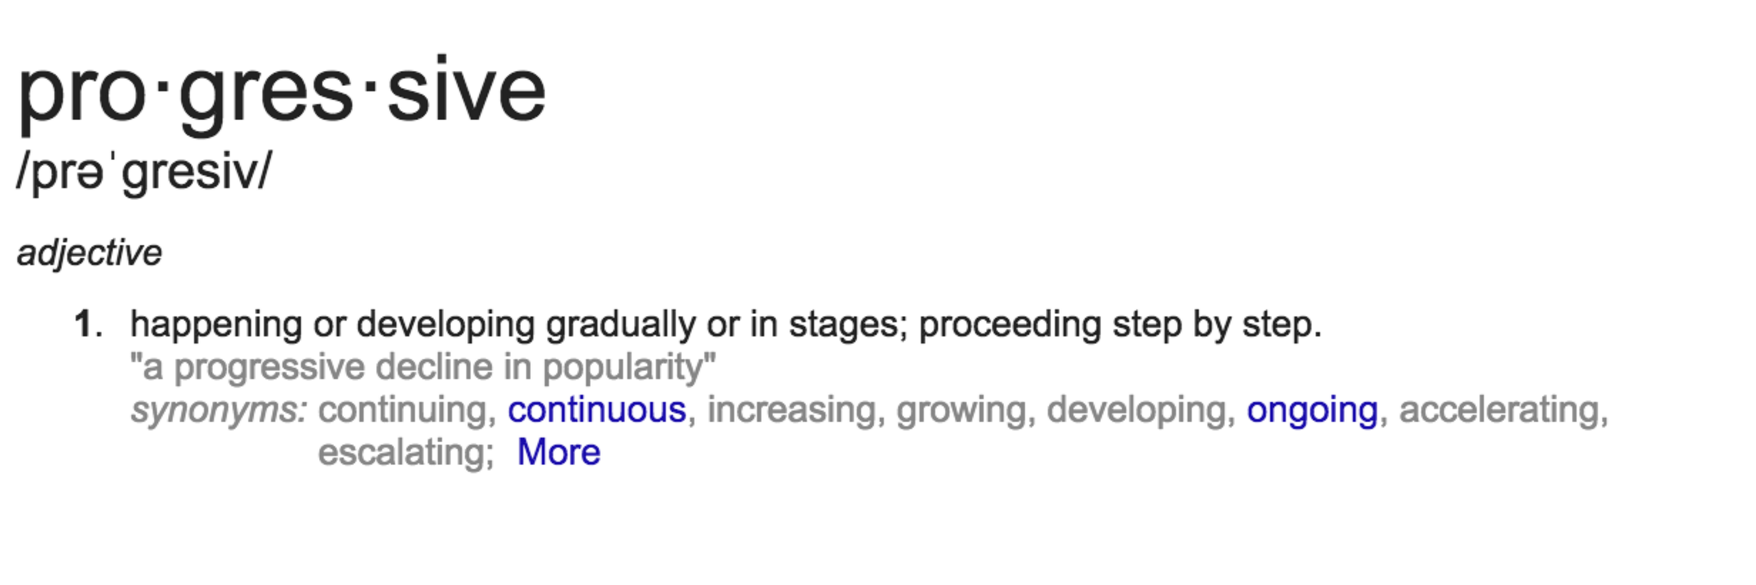 pro·gres·sive
/prəˈɡresiv/
adjective
1. happening or developing gradually or in stages; proceeding step by step.
"a progressive decline in popularity"
synonyms: continuing, continuous, increasing, growing, developing, ongoing, accelerating,
escalating; More